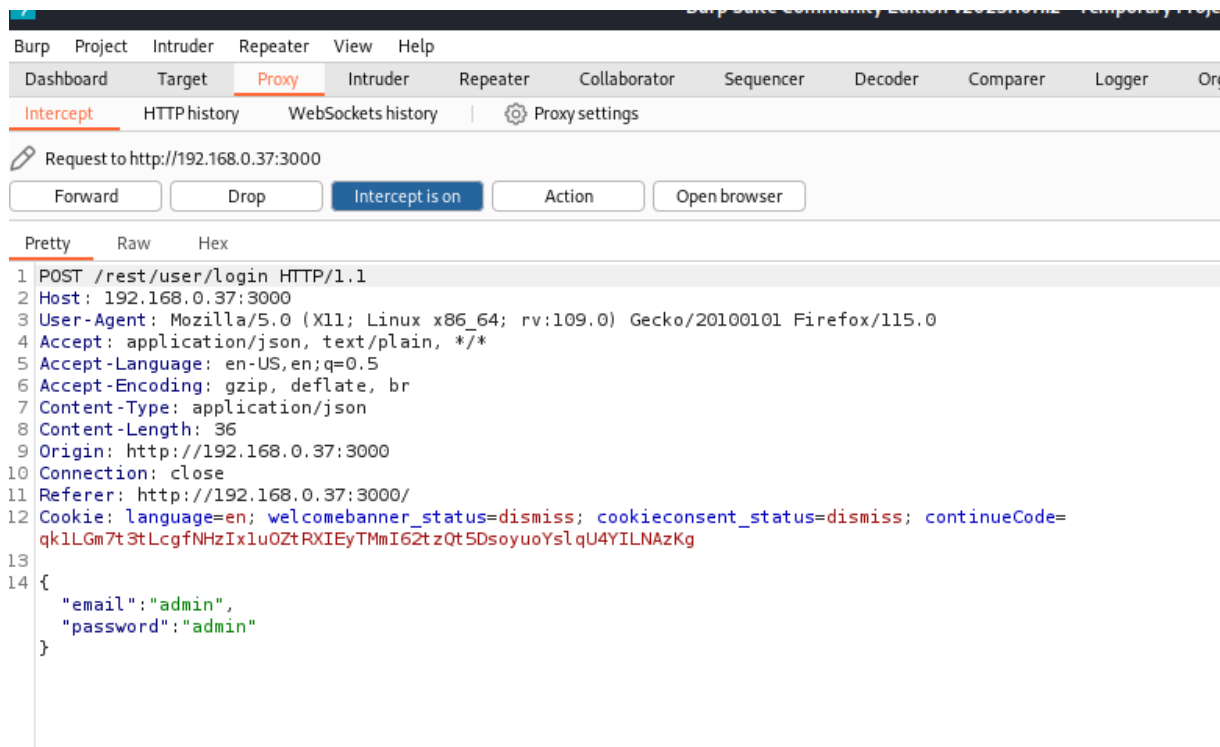 Burp Project Intruder Repeater View Help
Dashboard Target Proxy Intruder Repeater Collaborator Sequencer Decoder Comparer Logger
Intercept HTTP history WebSockets history Proxy settings
Request to http://192.168.0.37:3000
Forward Drop Intercept is on Action Open browser
Pretty Raw Hex
1 POST /rest/user/login HTTP/1.1
2 Host: 192.168.0.37:3000
3 User-Agent: Mozilla/5.0 (X11; Linux x86_64; rv:109.0) Gecko/20100101 Firefox/115.0
4 Accept: application/json, text/plain, */*
5 Accept-Language: en-US,en;q=0.5
6 Accept-Encoding: gzip, deflate, br
7 Content-Type: application/json
8 Content-Length: 36
9 Origin: http://192.168.0.37:3000
10 Connection: close
11 Referer: http://192.168.0.37:3000/
12 Cookie: language=en; welcomebanner_status=dismiss; cookieconsent_status=dismiss; continueCode=
qk1LGm7t3tLcgfNHzIx1uOZtRXIEyTMmI62tzQt5DsoyuoYslqU4YILNAzKg
13
14 {
"email":"admin",
"password":"admin"
}